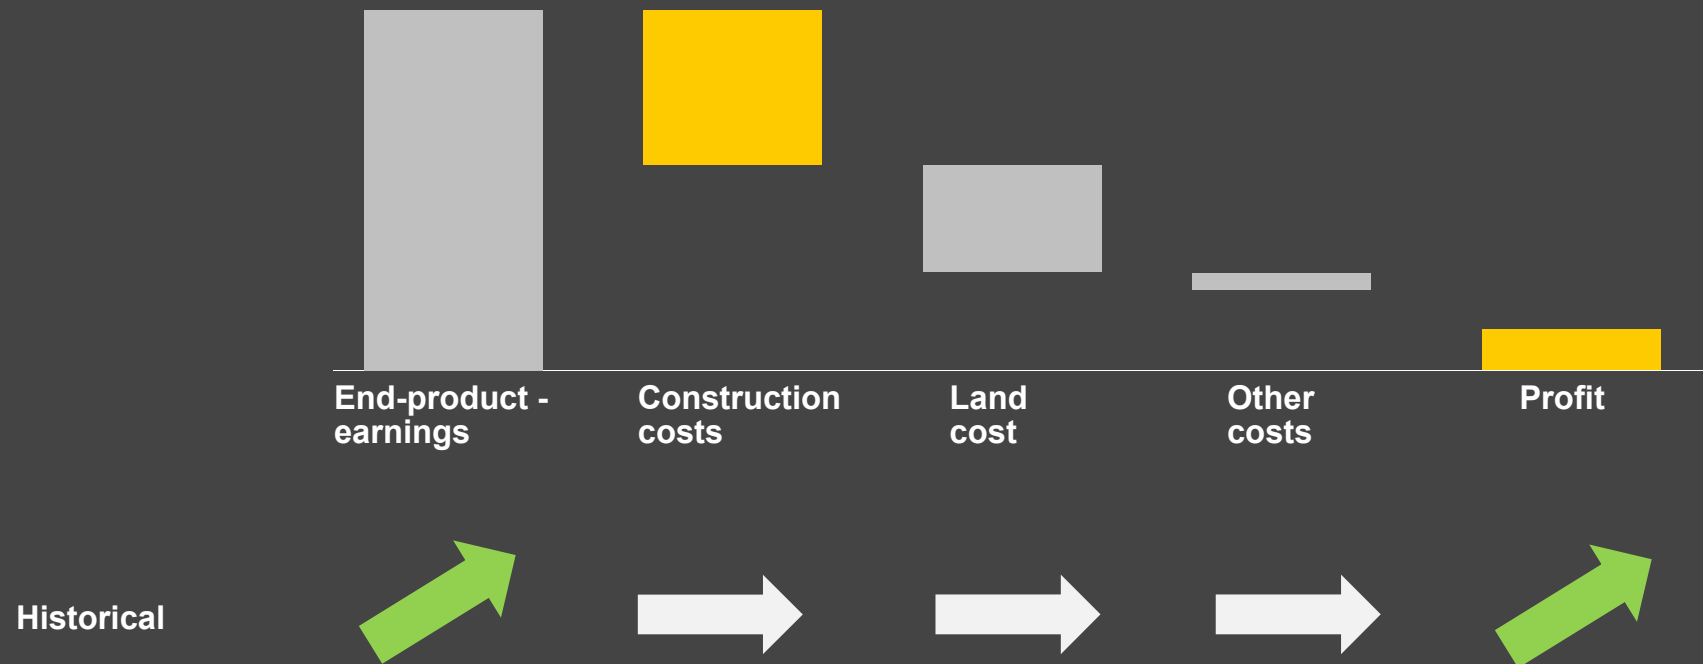 End-product -
earnings
Construction
costs
Land
cost
Other
costs
Profit
Historical